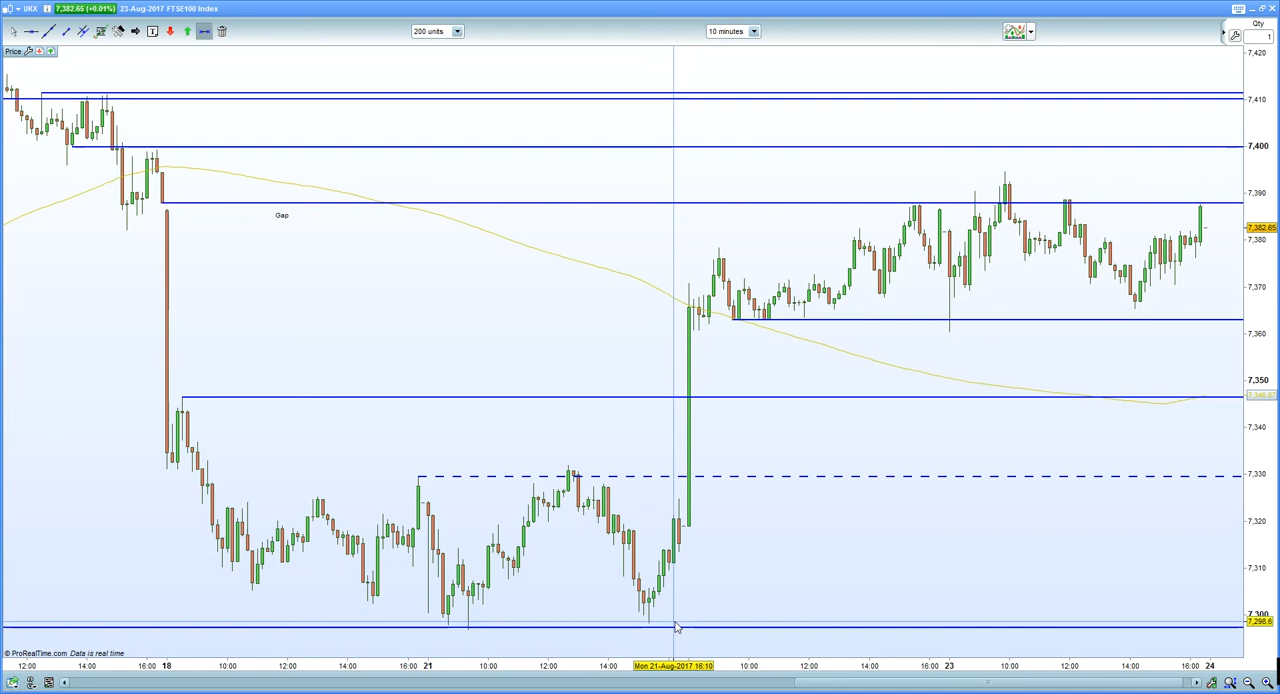 UKX 7,382.65 (+0.01%) 23-Aug-2017 FTSE100 Index
200 units 10 minutes Qty
1
Price
7,420
7,410
7,400
7,390
Gap
7,382.65
7,380
7,370
7,360
7,350
7,340
7,330
7,320
7,310
7,300
7,298.6
© ProRealTime.com Data is real time
12:00 14:00 16:00 18 10:00 12:00 14:00 16:00 21 10:00 12:00 14:00 Mon 21-Aug-2017 16:10 10:00 12:00 14:00 16:00 23 10:00 12:00 14:00 16:00 24